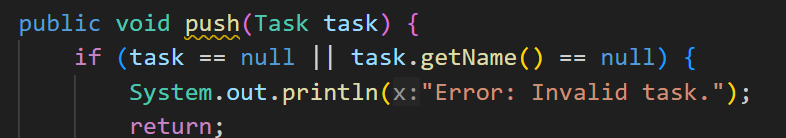 public void push(Task task) {
if (task == null || task.getName() == null) {
System.out.println(x:"Error: Invalid task.");
return;